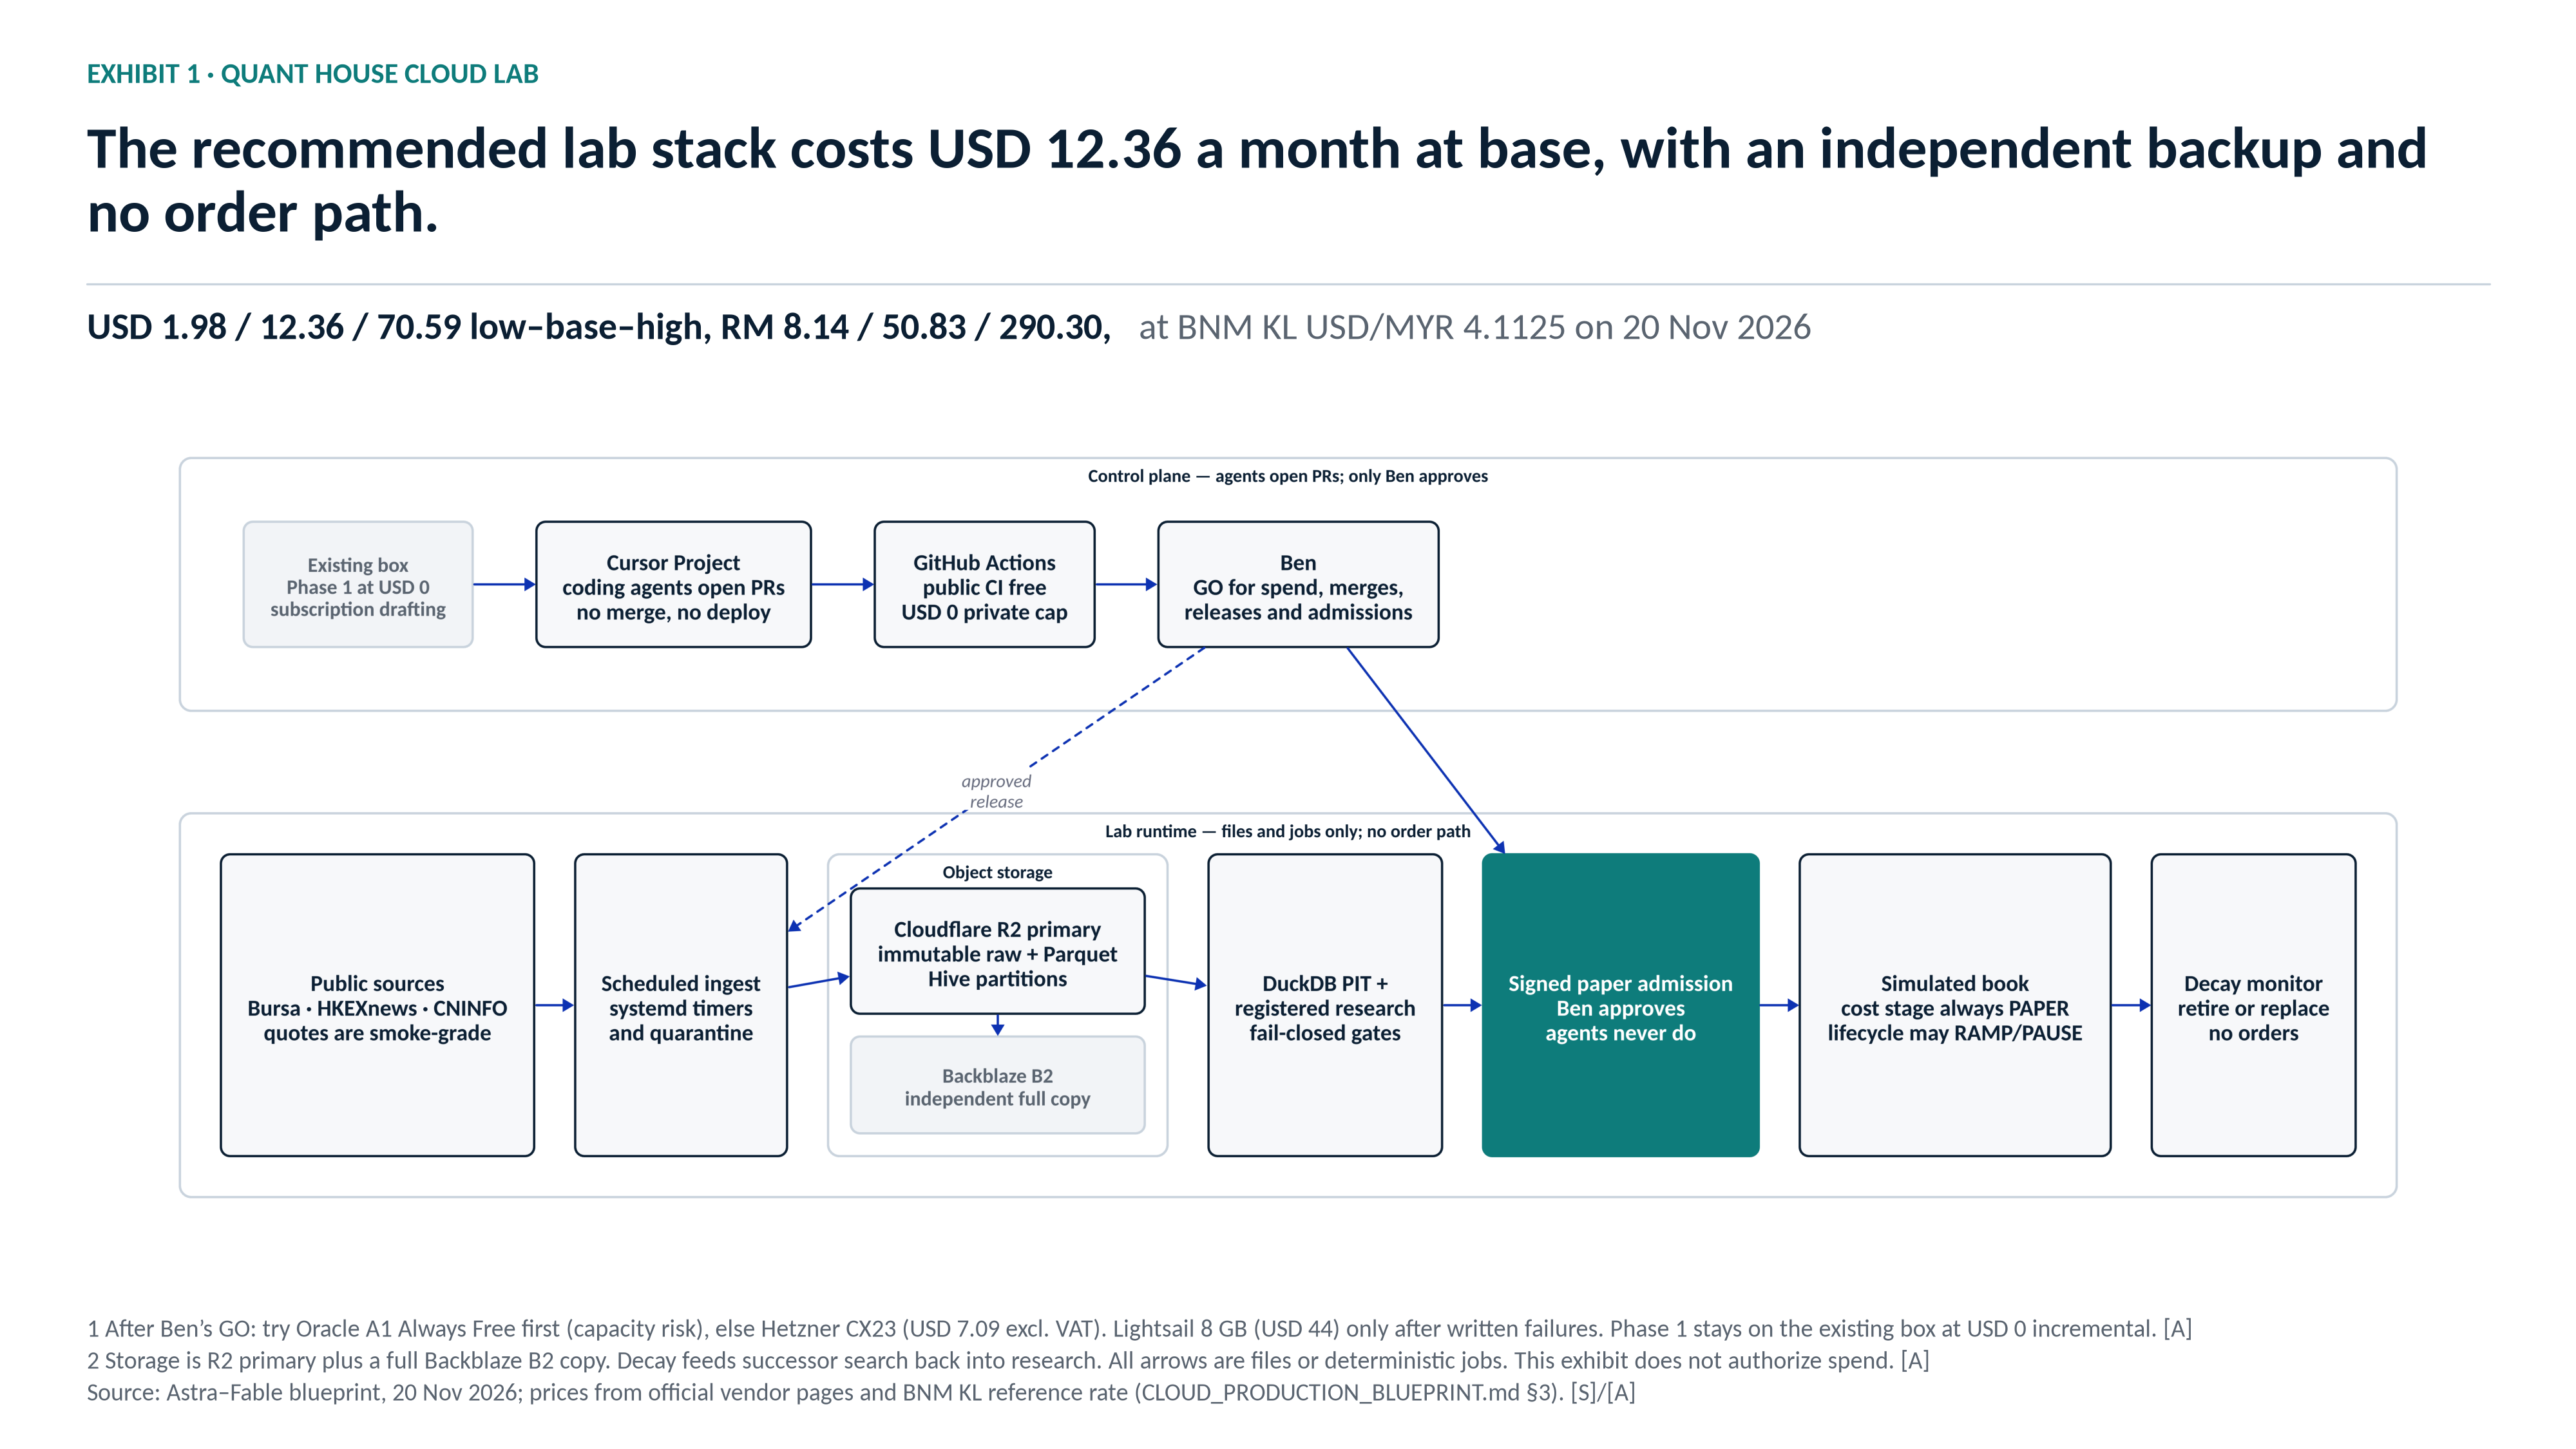 EXHIBIT 1 · QUANT HOUSE CLOUD LAB
The recommended lab stack costs USD 12.36 a month at base, with an independent backup and
no order path.
USD 1.98 / 12.36 / 70.59 low–base–high, RM 8.14 / 50.83 / 290.30, at BNM KL USD/MYR 4.1125 on 20 Nov 2026
Control plane — agents open PRs; only Ben approves
Existing box
Phase 1 at USD 0
subscription drafting
Cursor Project
coding agents open PRs
no merge, no deploy
GitHub Actions
public CI free
USD 0 private cap
Ben
GO for spend, merges,
releases and admissions
approved
release
Lab runtime — files and jobs only; no order path
Public sources
Bursa · HKEXnews · CNINFO
quotes are smoke-grade
Scheduled ingest
systemd timers
and quarantine
Object storage
Cloudflare R2 primary
immutable raw + Parquet
Hive partitions
Backblaze B2
independent full copy
DuckDB PIT +
registered research
fail-closed gates
Signed paper admission
Ben approves
agents never do
Simulated book
cost stage always PAPER
lifecycle may RAMP/PAUSE
Decay monitor
retire or replace
no orders
1 After Ben’s GO: try Oracle A1 Always Free first (capacity risk), else Hetzner CX23 (USD 7.09 excl. VAT). Lightsail 8 GB (USD 44) only after written failures. Phase 1 stays on the existing box at USD 0 incremental. [A]
2 Storage is R2 primary plus a full Backblaze B2 copy. Decay feeds successor search back into research. All arrows are files or deterministic jobs. This exhibit does not authorize spend. [A]
Source: Astra–Fable blueprint, 20 Nov 2026; prices from official vendor pages and BNM KL reference rate (CLOUD_PRODUCTION_BLUEPRINT.md §3). [S]/[A]